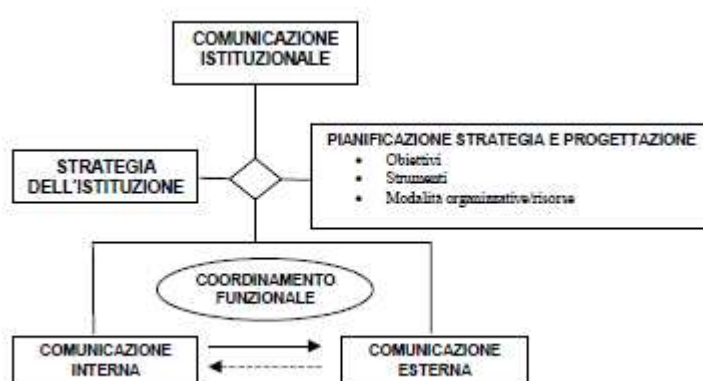 COMUNICAZIONE
ISTITUZIONALE
STRATEGIA
DELL'ISTITUZIONE
PIANIFICAZIONE STRATEGIA E PROGETTAZIONE
• Obiettivi
• Strumenti
• Modalità organizzative/risorse
COORDINAMENTO
FUNZIONALE
COMUNICAZIONE
INTERNA
COMUNICAZIONE
ESTERNA